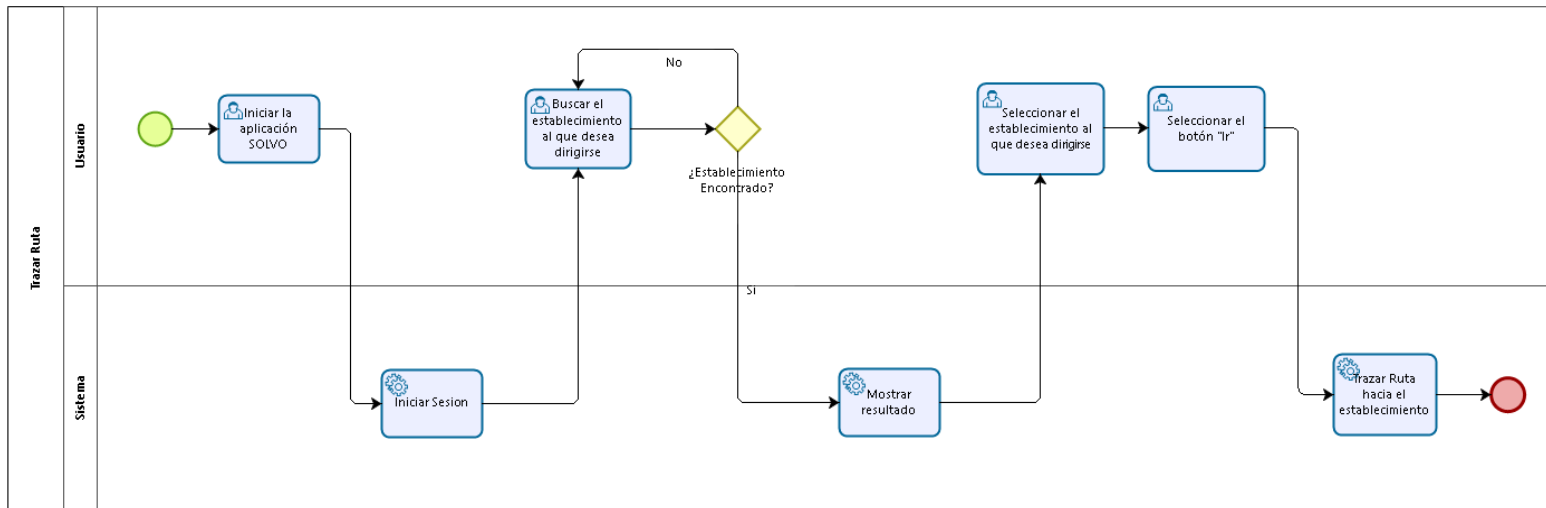 Trazar Ruta
Usuario
Iniciar la
aplicación
SOLVO
Buscar el
establecimiento
al que desea
dirigirse
No
¿Establecimiento
Encontrado?
Si
Seleccionar el
establecimiento al
que desea dirigirse
Seleccionar el
botón "Ir"
Sistema
Iniciar Sesion
Mostrar
resultado
Trazar Ruta
hacia el
establecimiento